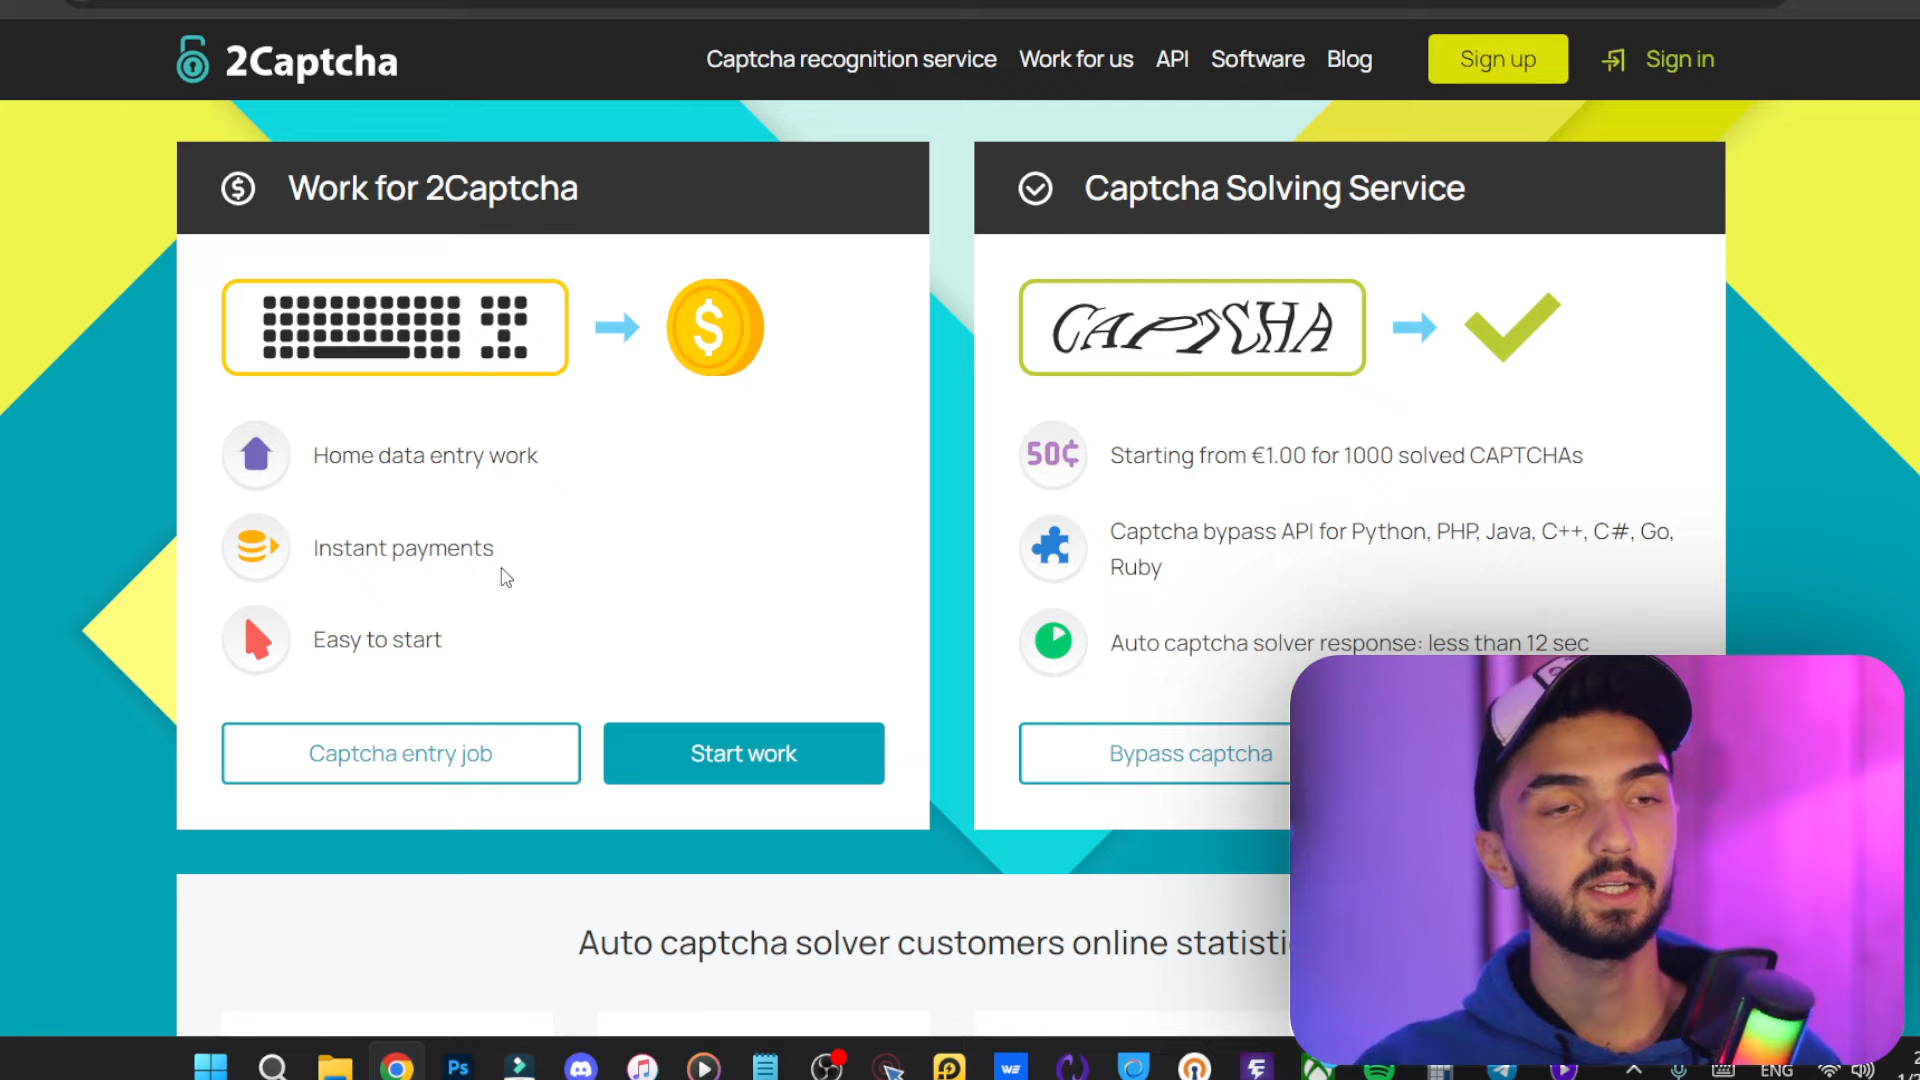 2Captcha
Captcha recognition service Work for us API Software Blog Sign up Sign in
Work for 2Captcha
$
CAPTCHA
Home data entry work
Instant payments
Easy to start
Captcha entry job
Start work
Captcha Solving Service
50¢
Starting from €1.00 for 1000 solved CAPTCHAs
Captcha bypass API for Python, PHP, Java, C++, C#, Go,
Ruby
Auto captcha solver response: less than 12 sec
Bypass captcha
Auto captcha solver customers online statisti
Ps
WE
ENG